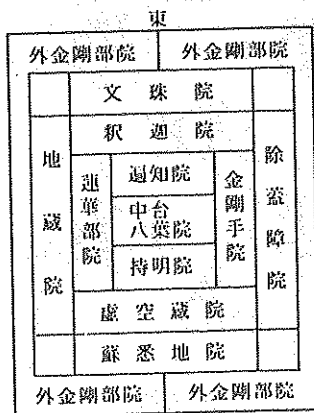 東
外金剛部院 外金剛部院
文殊院
釈迦院
地蔵院
蓮華部院
遍知院
中台
八葉院
持明院
金剛手院
除蓋障院
虚空蔵院
蘇悉地院
外金剛部院 外金剛部院